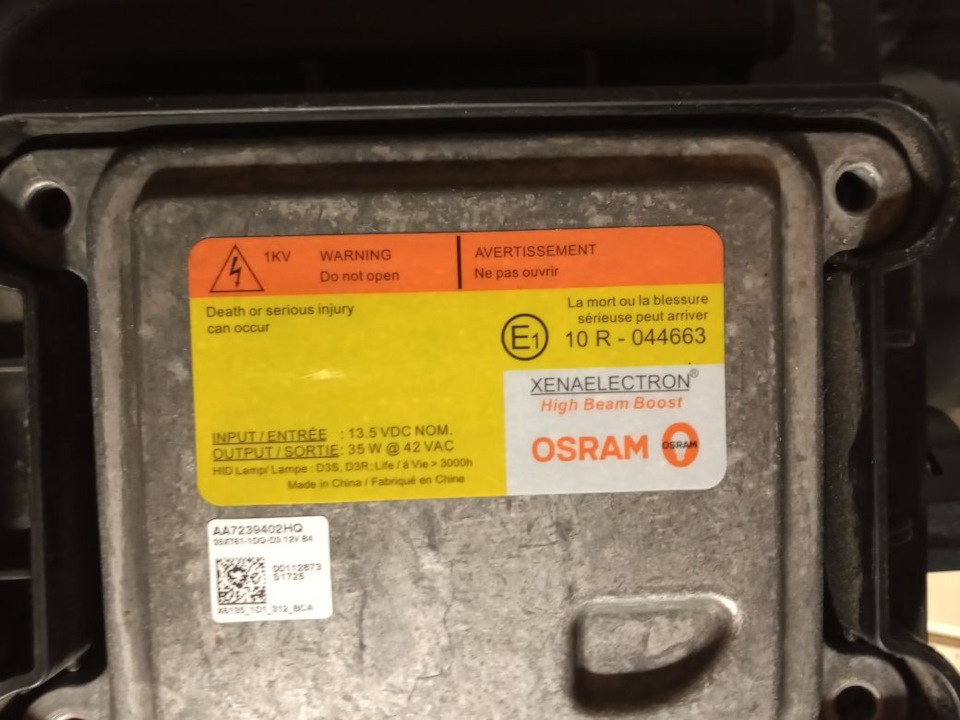 1KV WARNING
Do not open
AVERTISSEMENT
Ne pas ouvrir
Death or serious injury
can occur
La mort ou la blessure
sérieuse peut arriver
E1 10 R - 044663
XENAELECTRON®
High Beam Boost
OSRAM OSRAM
INPUT / ENTRÉE : 13.5 VDC NOM.
OUTPUT / SORTIE: 35 W @ 42 VAC
HID Lamp/ Lampe : D3S, D3R; Life / à Vie > 3000h
Made in China / Fabriqué en Chine
AA7239402HQ
35XT61-1DQ-D3/12V B4
00112873
S1725
X6135_1D1_312_BCA